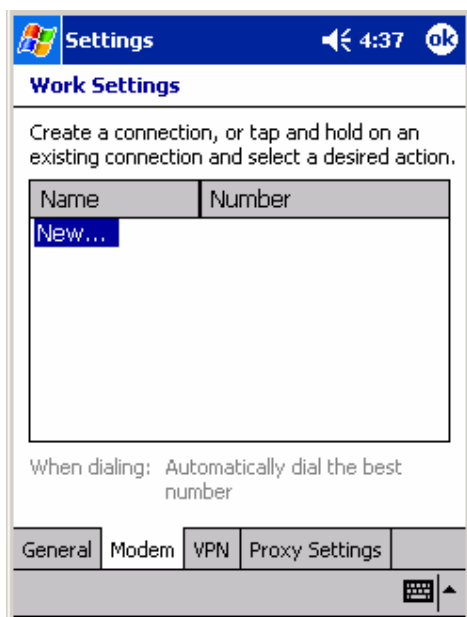 Settings 4:37 ok
Work Settings
Create a connection, or tap and hold on an
existing connection and select a desired action.
Name Number
New...
When dialing: Automatically dial the best
number
General Modem VPN Proxy Settings